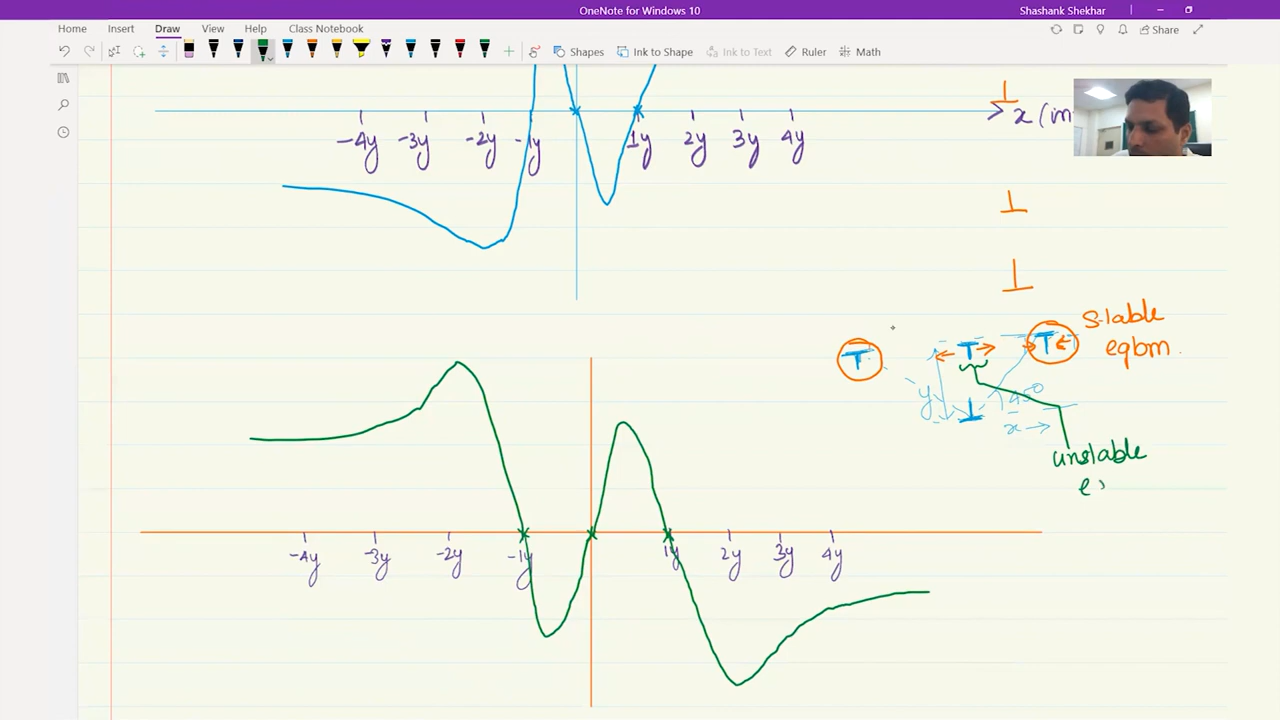 OneNote for Windows 10
Shashank Shekhar
Home Insert Draw View Help Class Notebook
Share
Shapes Ink to Shape Ink to Text Ruler Math
x (in
-4y -3y -2y -1y 1y 2y 3y 4y
⊥
⊥
⊥
Stable
eqbm.
T T T
y ⊥ 45°
x →
unstable
e
-4y -3y -2y -1y 1y 2y 3y 4y